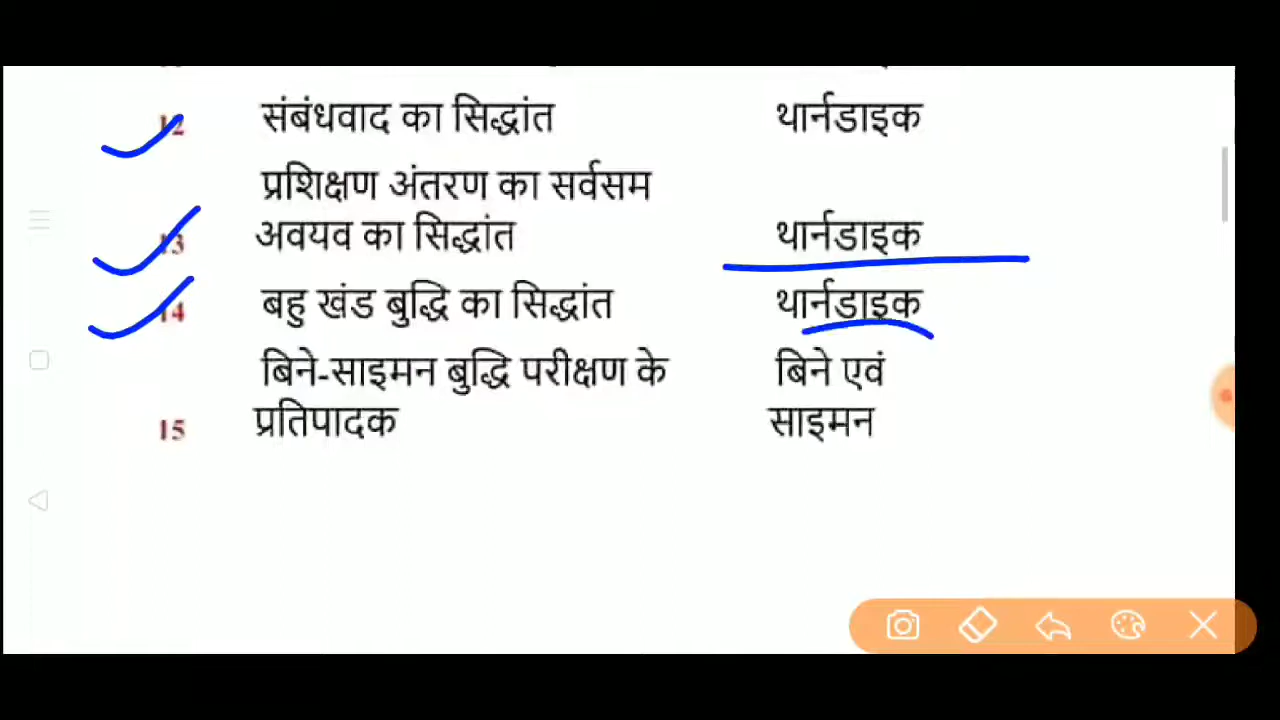 12 संबंधवाद का सिद्धांत थार्नडाइक
प्रशिक्षण अंतरण का सर्वसम
13 अवयव का सिद्धांत थार्नडाइक
14 बहु खंड बुद्धि का सिद्धांत थार्नडाइक
बिने-साइमन बुद्धि परीक्षण के बिने एवं
15 प्रतिपादक साइमन